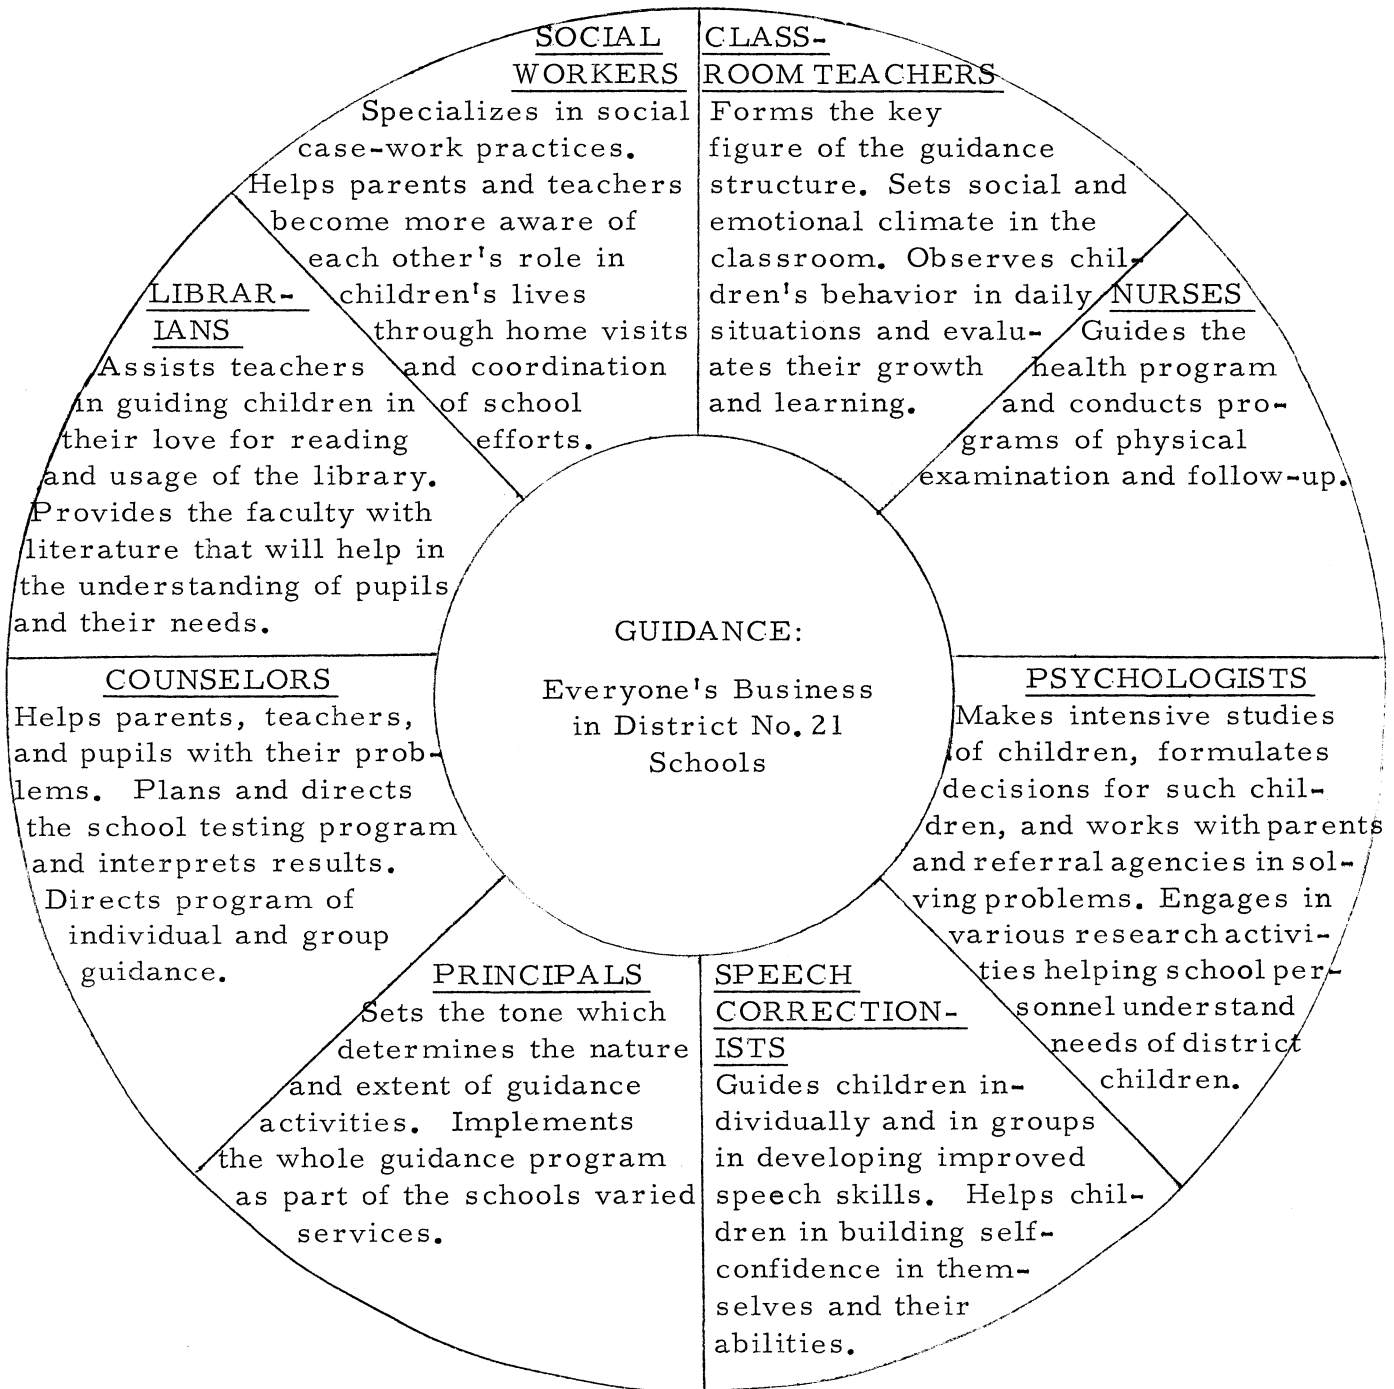 SOCIAL
WORKERS
Specializes in social
case-work practices.
Helps parents and teachers
become more aware of
each other's role in
children's lives
through home visits
and coordination
of school
efforts.
CLASS-
ROOM TEACHERS
Forms the key
figure of the guidance
structure. Sets social and
emotional climate in the
classroom. Observes chil-
dren's behavior in daily
situations and evalu-
ates their growth
and learning.
NURSES
Guides the
health program
and conducts pro-
grams of physical
examination and follow-up.
PSYCHOLOGISTS
Makes intensive studies
of children, formulates
decisions for such chil-
dren, and works with parents
and referral agencies in sol-
ving problems. Engages in
various research activi-
ties helping school per-
sonnel understand
needs of district
children.
SPEECH
CORRECTION-
ISTS
Guides children in-
dividually and in groups
in developing improved
speech skills. Helps chil-
dren in building self-
confidence in them-
selves and their
abilities.
PRINCIPALS
Sets the tone which
determines the nature
and extent of guidance
activities. Implements
the whole guidance program
as part of the schools varied
services.
COUNSELORS
Helps parents, teachers,
and pupils with their prob-
lems. Plans and directs
the school testing program
and interprets results.
Directs program of
individual and group
guidance.
LIBRAR-
IANS
Assists teachers
in guiding children in
their love for reading
and usage of the library.
Provides the faculty with
literature that will help in
the understanding of pupils
and their needs.
GUIDANCE:
Everyone's Business
in District No. 21
Schools